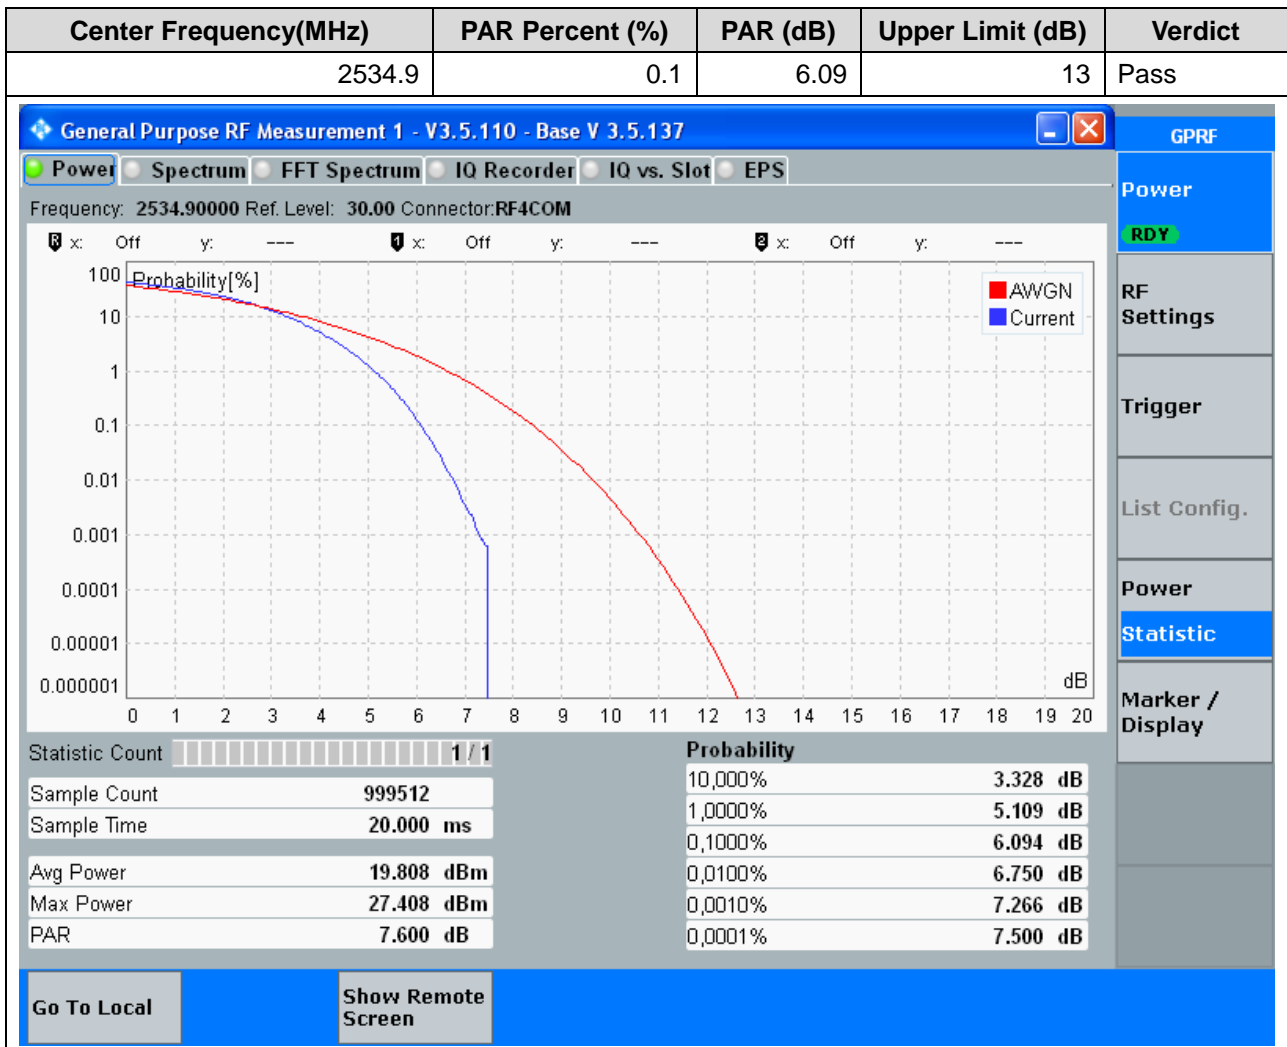 Center Frequency(MHz) PAR Percent (%) PAR (dB) Upper Limit (dB) Verdict
2534.9 0.1 6.09 13 Pass
General Purpose RF Measurement 1 - V3.5.110 - Base V 3.5.137
GPRF
Power Spectrum FFT Spectrum IQ Recorder IQ vs. Slot EPS
Power
RDY
Frequency: 2534.90000 Ref. Level: 30.00 Connector:RF4COM
R x: Off y: --- 1 x: Off y: --- 2 x: Off y: ---
Probability[%]
AWGN
Current
100
10
1
0.1
0.01
0.001
0.0001
0.00001
0.000001
dB
0 1 2 3 4 5 6 7 8 9 10 11 12 13 14 15 16 17 18 19 20
RF
Settings
Trigger
List Config.
Power
Statistic
Marker /
Display
Statistic Count 1 / 1
Sample Count 999512
Sample Time 20.000 ms
Avg Power 19.808 dBm
Max Power 27.408 dBm
PAR 7.600 dB
Probability
10,000% 3.328 dB
1,0000% 5.109 dB
0,1000% 6.094 dB
0,0100% 6.750 dB
0,0010% 7.266 dB
0,0001% 7.500 dB
Go To Local
Show Remote
Screen